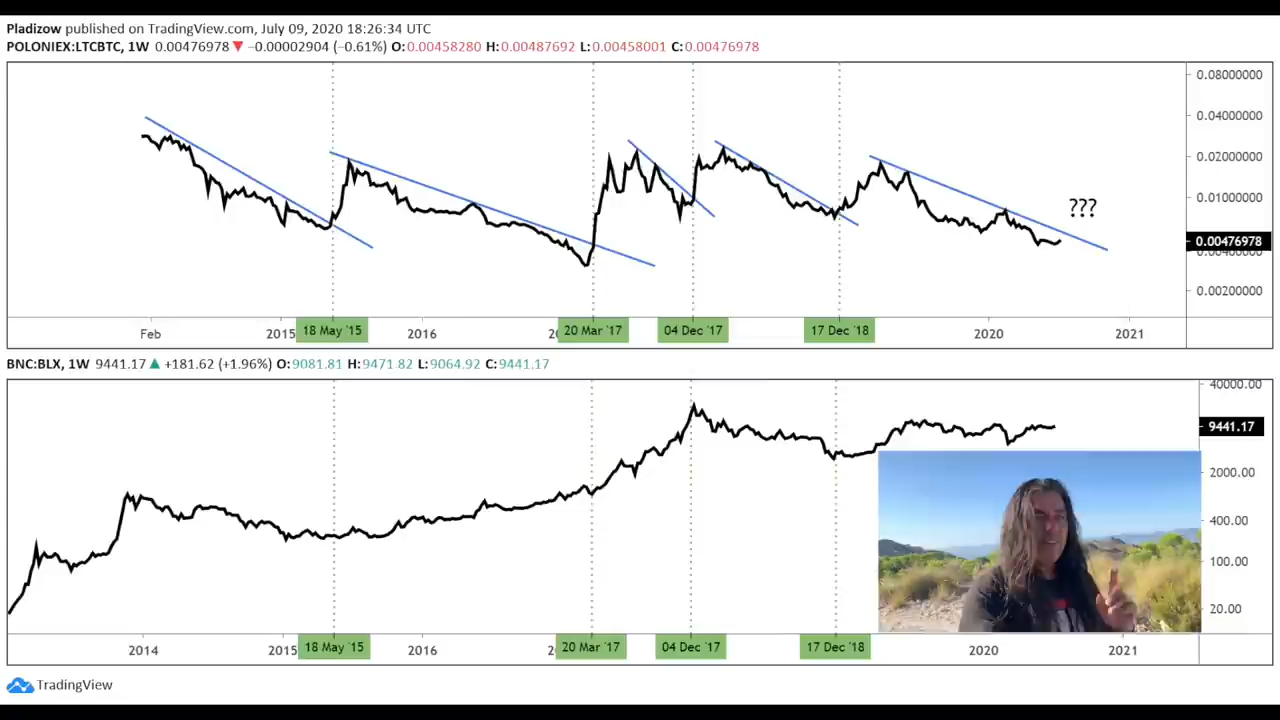 Pladizow published on TradingView.com, July 09, 2020 18:26:34 UTC
POLONIEX:LTCBTC, 1W 0.00476978 ▼ −0.00002904 (−0.61%) O:0.00458280 H:0.00487692 L:0.00458001 C:0.00476978
0.08000000
0.04000000
0.02000000
0.01000000
???
0.00476978
0.00200000
Feb 2015 18 May '15 2016 20 Mar '17 04 Dec '17 17 Dec '18 2020 2021
BNC:BLX, 1W 9441.17 ▲ +181.62 (+1.96%) O:9081.81 H:9471.82 L:9064.92 C:9441.17
40000.00
9441.17
2000.00
400.00
100.00
20.00
2014 2015 18 May '15 2016 20 Mar '17 04 Dec '17 17 Dec '18 2020 2021
TradingView